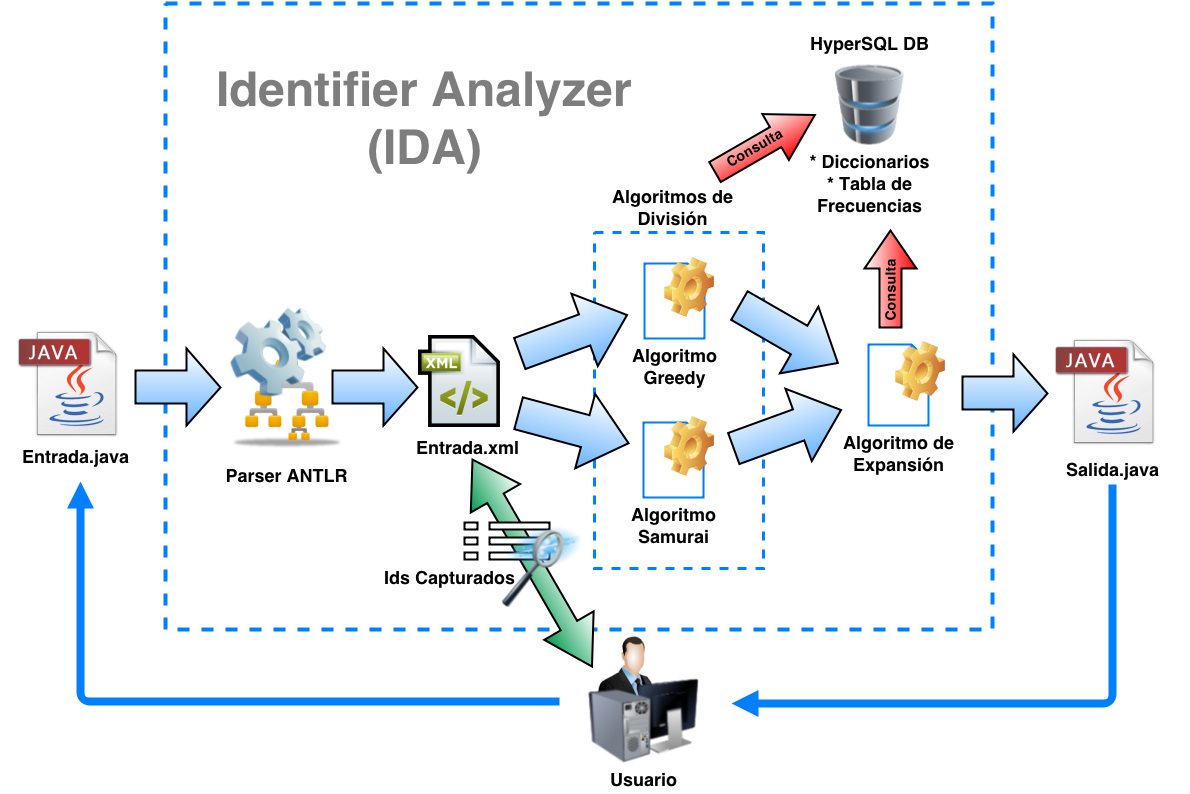 Identifier Analyzer
(IDA)
HyperSQL DB
Consulta
* Diccionarios
* Tabla de
Frecuencias
Algoritmos de
División
Consulta
JAVA
Entrada.java
Parser ANTLR
XML
</>
Entrada.xml
Algoritmo
Greedy
Algoritmo
Samurai
Algoritmo de
Expansión
JAVA
Salida.java
Ids Capturados
Usuario